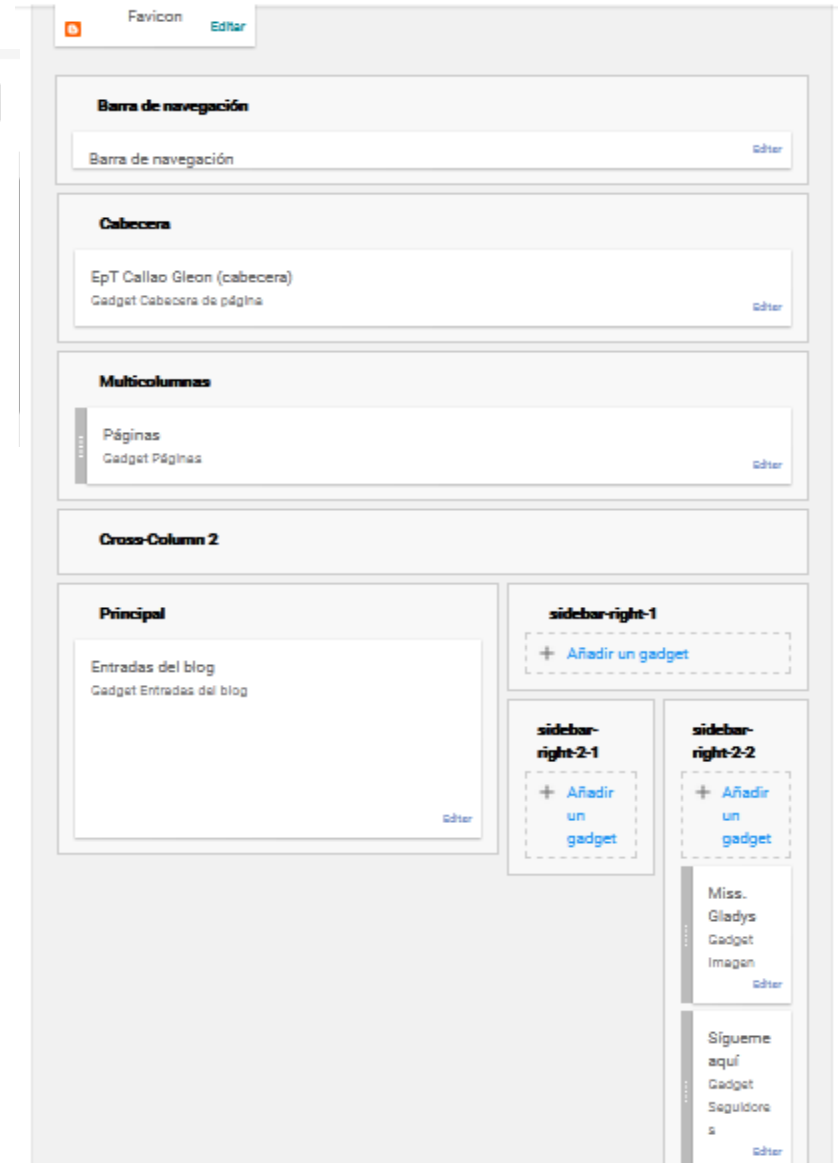 Favicon
Editar
Barra de navegación
Barra de navegación
Editar
Cabecera
EpT Callao Gleon (cabecera)
Gadget Cabecera de página
Editar
Multicolumnas
Páginas
Gadget Páginas
Editar
Cross-Column 2
Principal
Entradas del blog
Gadget Entradas del blog
Editar
sidebar-right-1
+ Añadir un gadget
sidebar-
right-2-1
+ Añadir
un
gadget
sidebar-
right-2-2
+ Añadir
un
gadget
Miss.
Gladys
Gadget
Imagen
Editar
Sígueme
aquí
Gadget
Seguidore
s
Editar